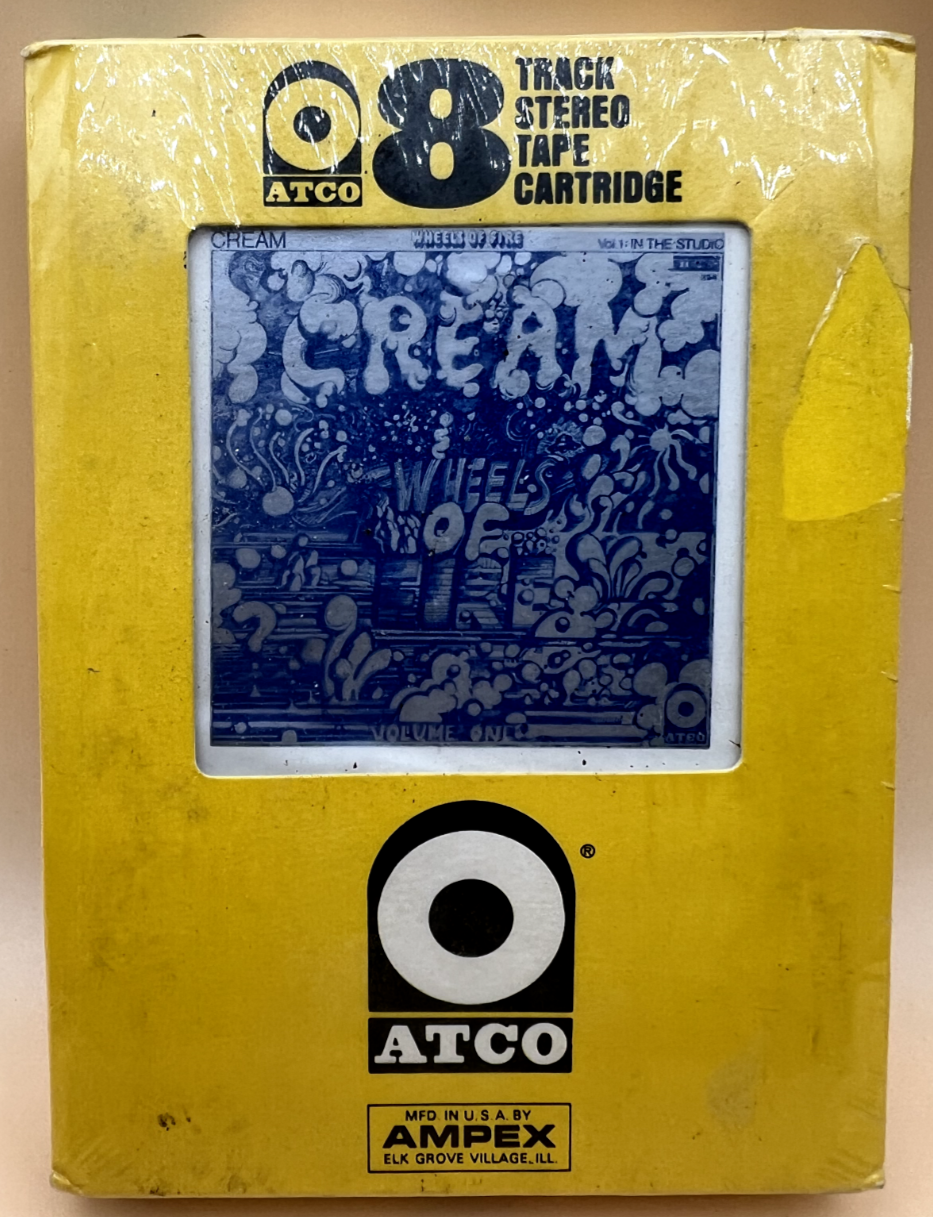 ATCO
8
TRACK
STEREO
TAPE
CARTRIDGE
CREAM
WHEELS OF FIRE
Vol. 1: IN THE STUDIO
CREAM
WHEELS
OF
FIRE
VOLUME ONE
ATCO
®
ATCO
MFD. IN U.S.A. BY
AMPEX
ELK GROVE VILLAGE, ILL.